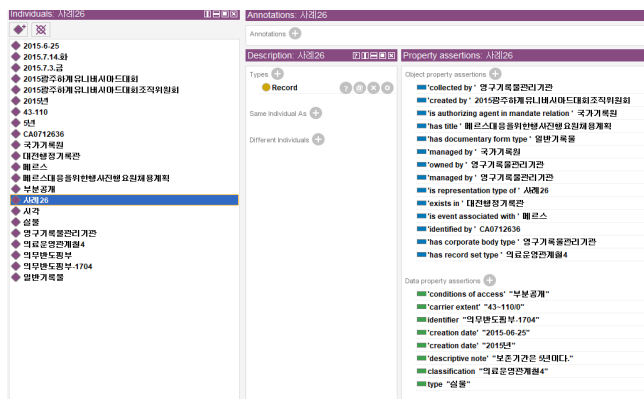 Individuals: 사례26
2015-6-25
2015.7.14.화
2015.7.3.금
2015광주하계유니버시아드대회
2015광주하계유니버시아드대회조직위원회
2015년
43-110
5년
CA0712636
국가기록원
대전행정기록관
메르스
메르스대응을위한행사진행요원채용계획
부분공개
사례26
시각
실물
영구기록물관리기관
의료운영관계철4
의무반도핑부
의무반도핑부-1704
일반기록물
Annotations: 사례26
Annotations
Description: 사례26
Types
Record
Same Individual As
Different Individuals
Property assertions: 사례26
Object property assertions
'collected by ' 영구기록물관리기관
'created by ' 2015광주하계유니버시아드대회조직위원회
'is authorizing agent in mandate relation ' 국가기록원
'has title ' 메르스대응을위한행사진행요원채용계획
'has documentary form type ' 일반기록물
'managed by ' 국가기록원
'owned by ' 영구기록물관리기관
'managed by ' 영구기록물관리기관
'is representation type of ' 사례26
'exists in ' 대전행정기록관
'is event associated with ' 메르스
'identified by ' CA0712636
'has corporate body type ' 영구기록물관리기관
'has record set type ' 의료운영관계철4
Data property assertions
'conditions of access' "부분공개"
'carrier extent' "43~110/0"
identifier "의무반도핑부-1704"
'creation date' "2015-06-25"
'creation date' "2015년"
'descriptive note' "보존기간은 5년이다."
classification "의료운영관계철4"
type "실물"